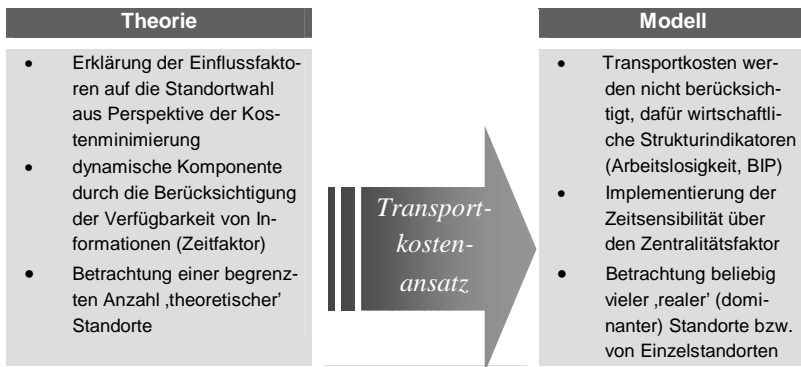 Theorie
• Erklärung der Einflussfakto-
ren auf die Standortwahl
aus Perspektive der Kos-
tenminimierung
• dynamische Komponente
durch die Berücksichtigung
der Verfügbarkeit von In-
formationen (Zeitfaktor)
• Betrachtung einer begrenz-
ten Anzahl ‚theoretischer’
Standorte
Transport-
kosten-
ansatz
Modell
• Transportkosten wer-
den nicht berücksich-
tigt, dafür wirtschaftli-
che Strukturindikatoren
(Arbeitslosigkeit, BIP)
• Implementierung der
Zeitsensibilität über
den Zentralitätsfaktor
• Betrachtung beliebig
vieler ‚realer’ (domi-
nanter) Standorte bzw.
von Einzelstandorten